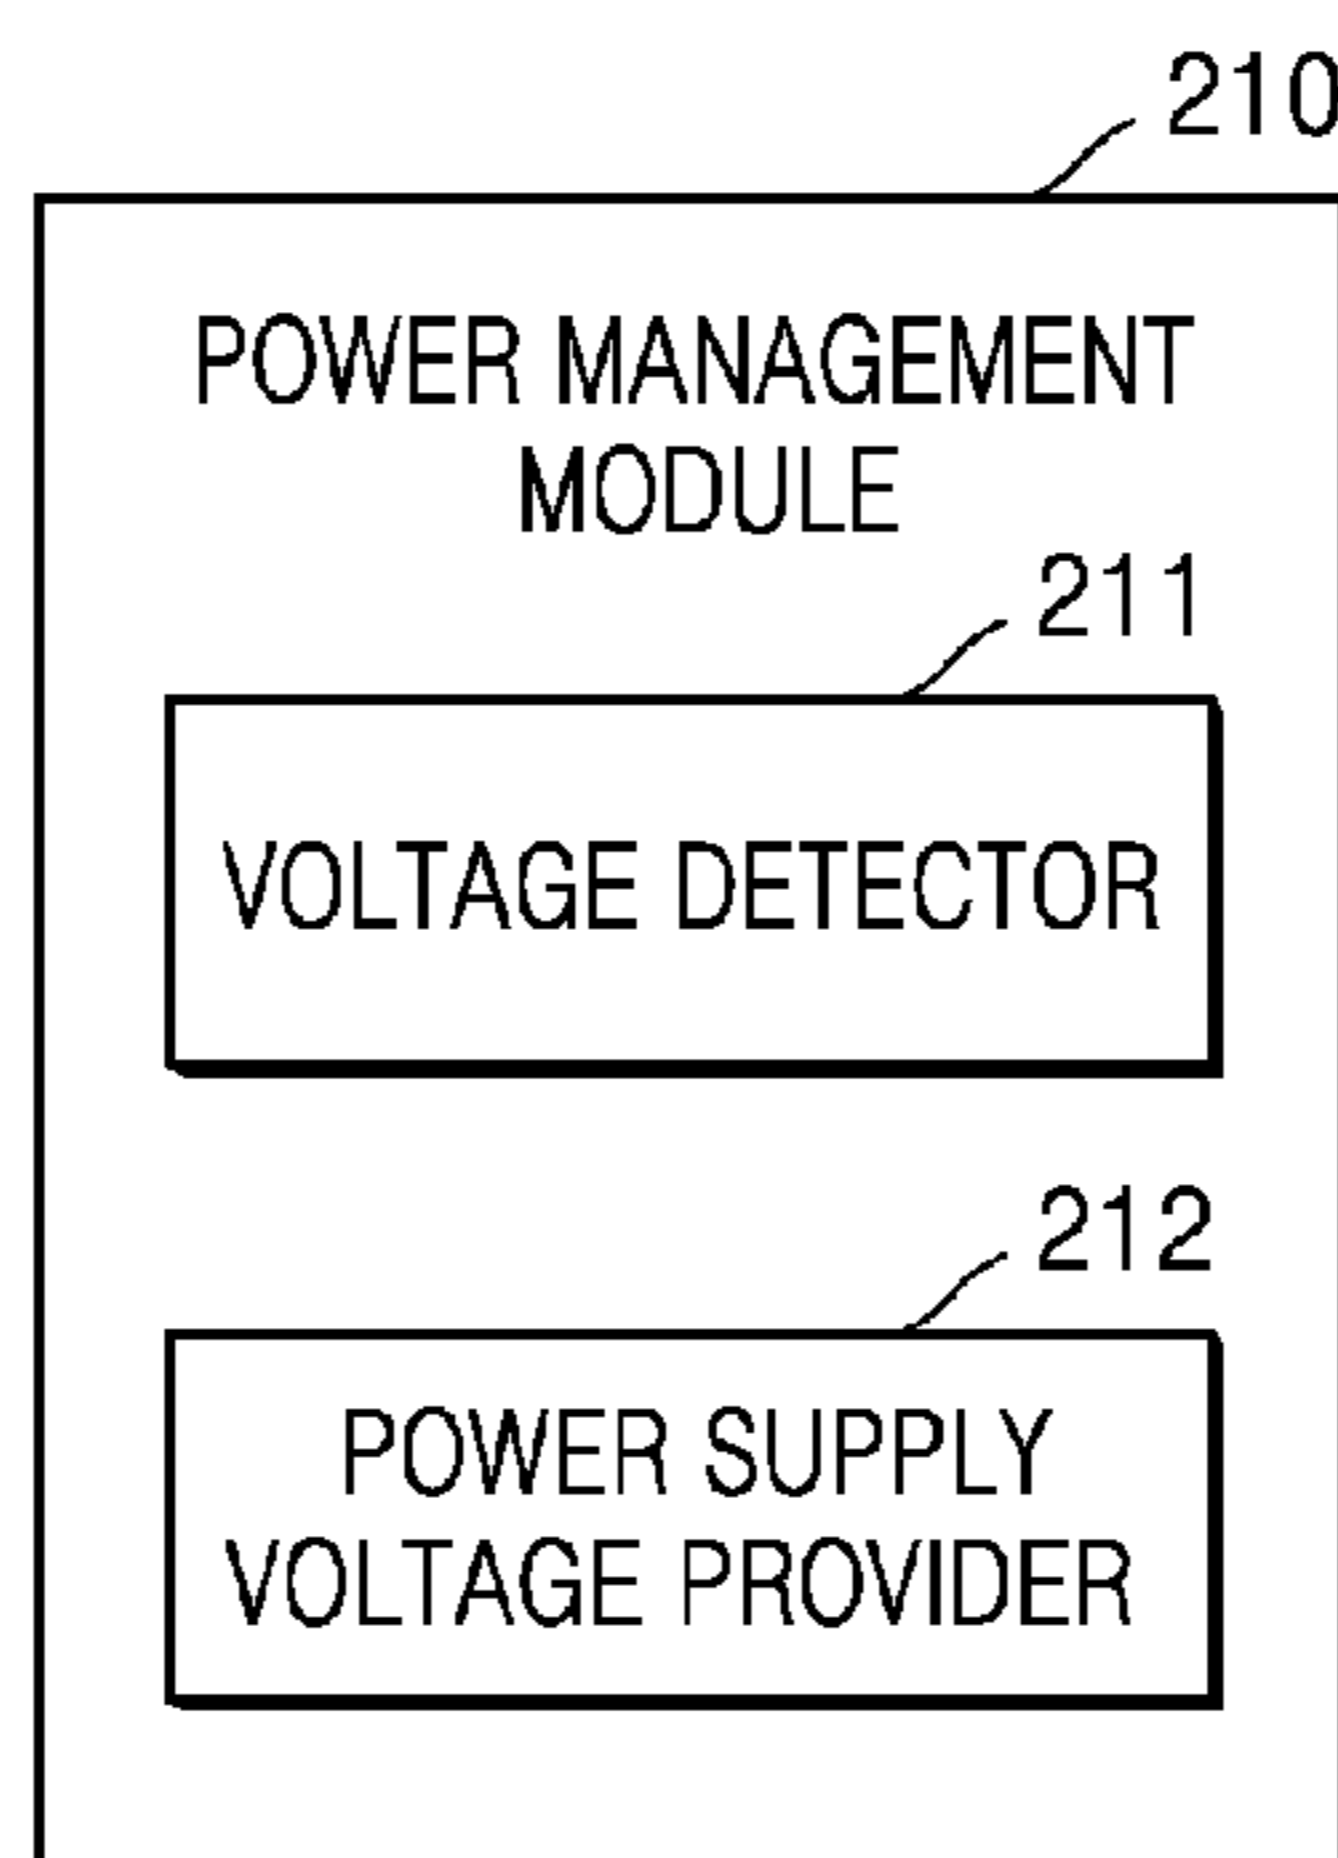 210
POWER MANAGEMENT
MODULE
211
VOLTAGE DETECTOR
212
POWER SUPPLY
VOLTAGE PROVIDER